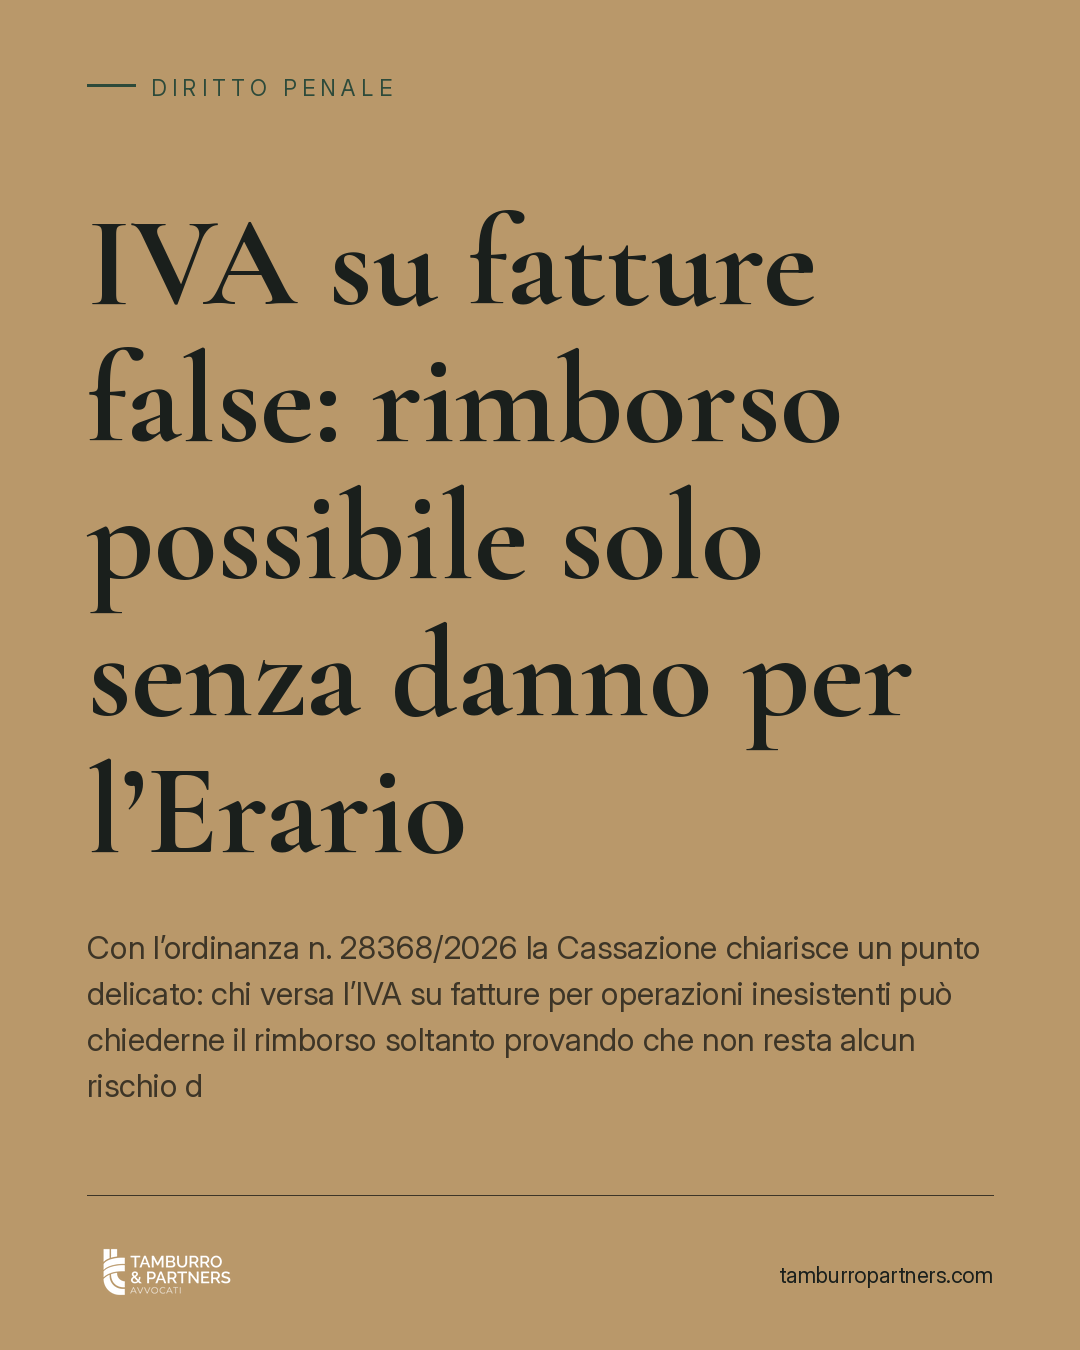 DIRITTO PENALE
IVA su fatture
false: rimborso
possibile solo
senza danno per
l’Erario
Con l’ordinanza n. 28368/2026 la Cassazione chiarisce un punto
delicato: chi versa l’IVA su fatture per operazioni inesistenti può
chiederne il rimborso soltanto provando che non resta alcun
rischio d
TAMBURRO
& PARTNERS
AVVOCATI
tamburropartners.com